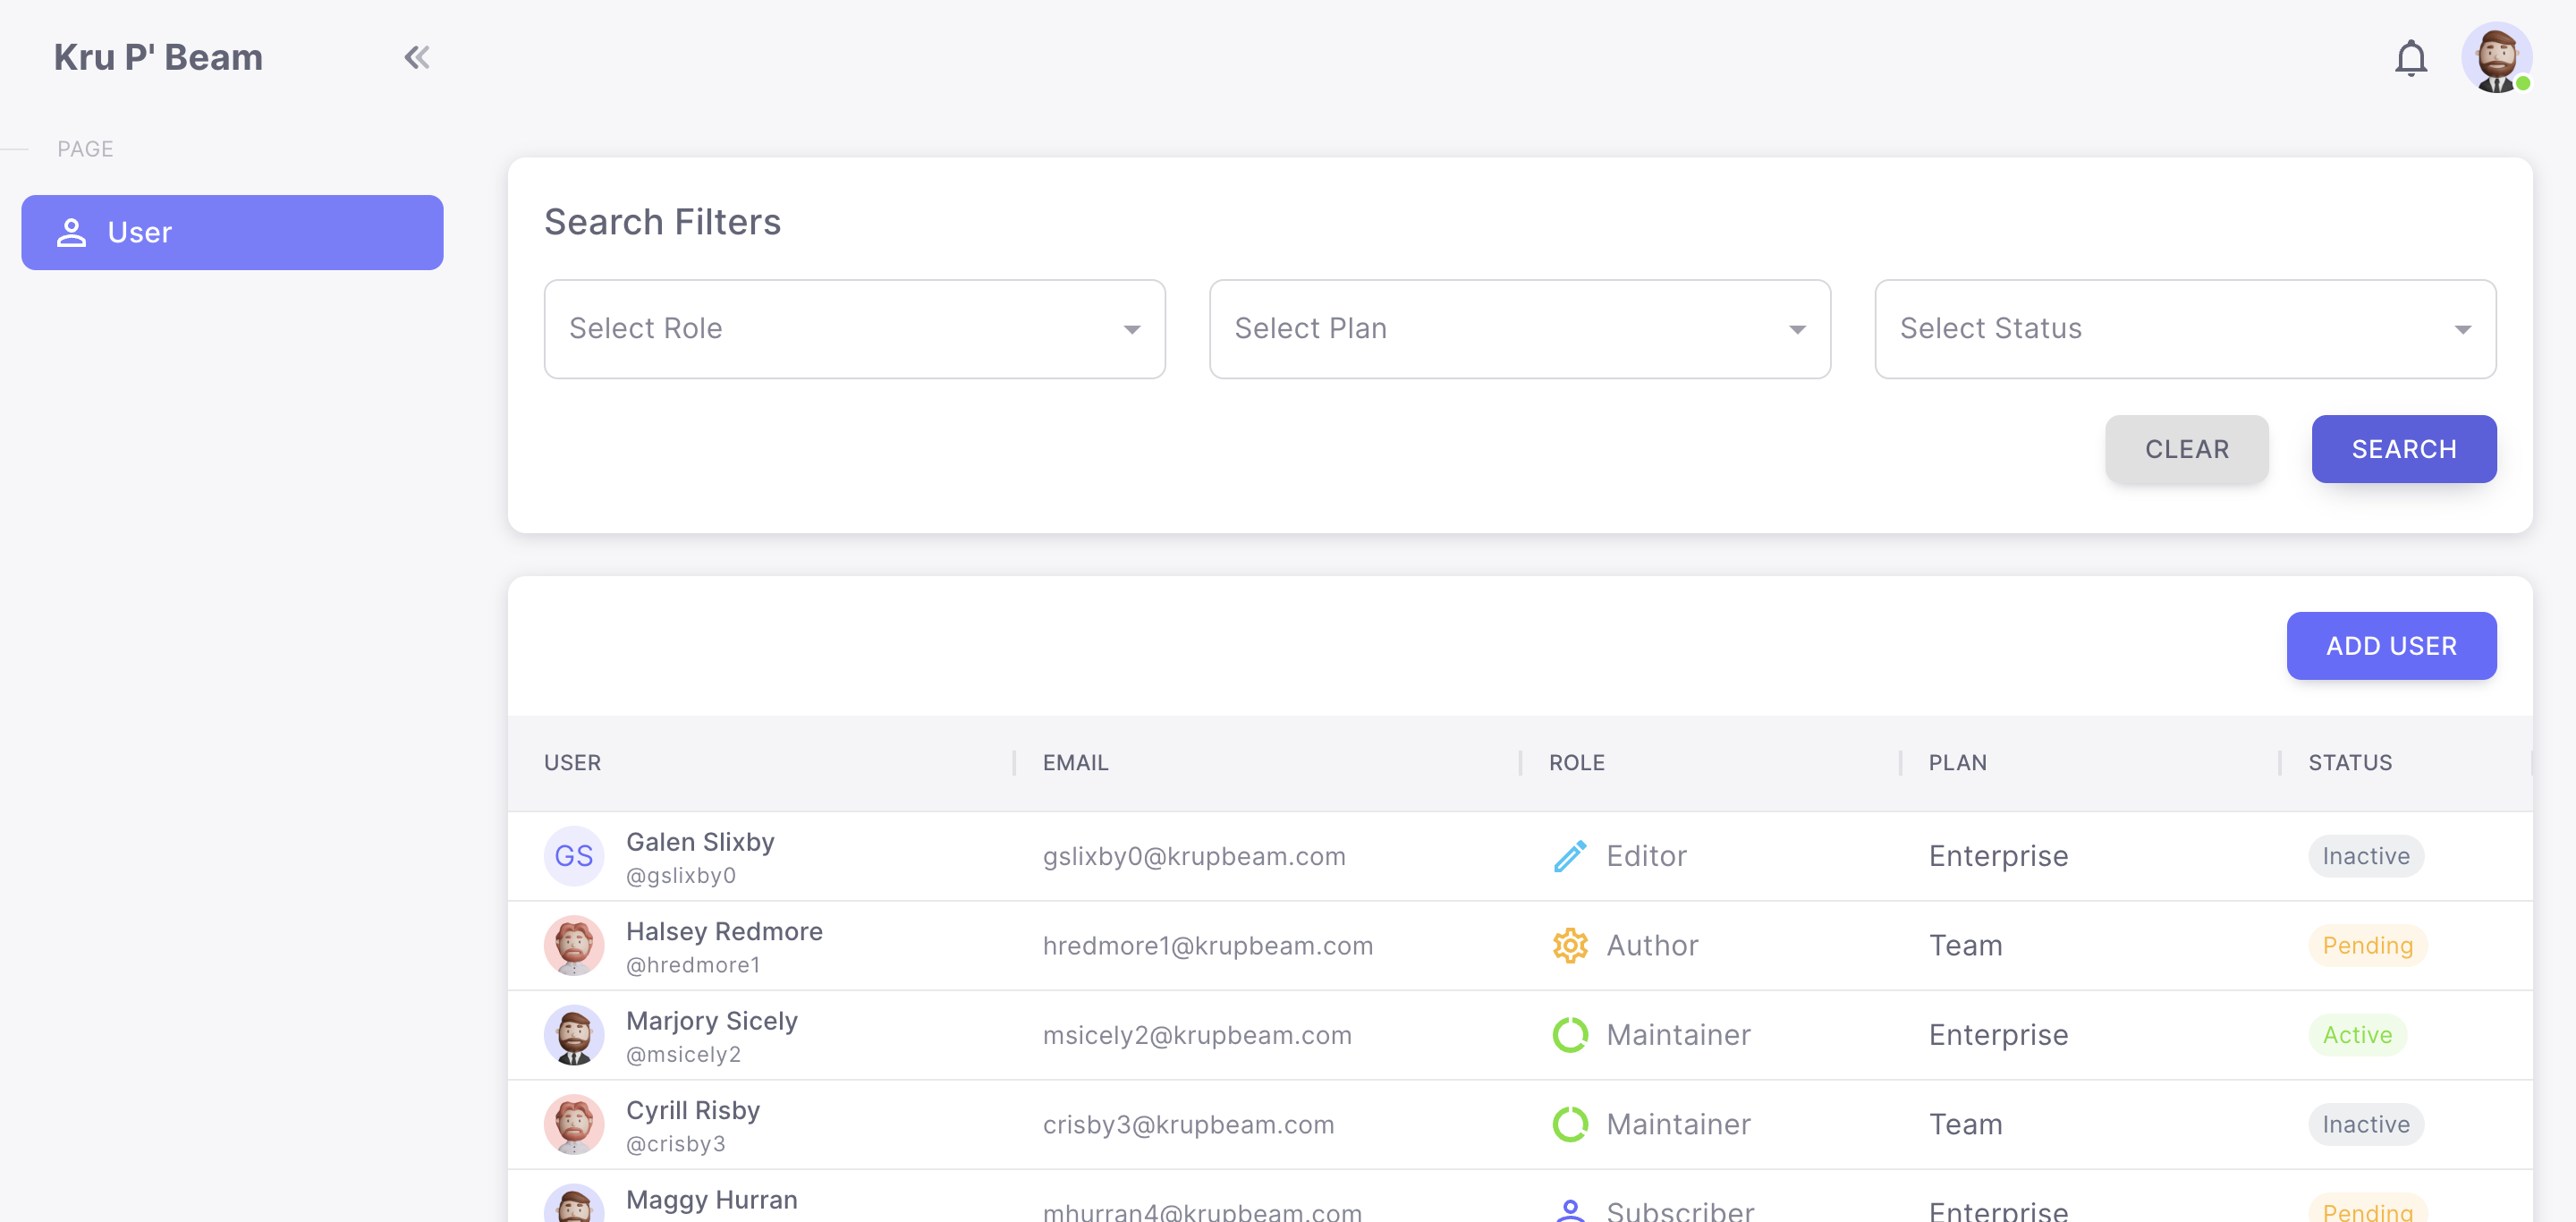 Kru P' Beam
PAGE
User
Search Filters
Select Role
Select Plan
Select Status
CLEAR
SEARCH
ADD USER
USER EMAIL ROLE PLAN STATUS
GS Galen Slixby
@gslixby0
gslixby0@krupbeam.com Editor Enterprise Inactive
Halsey Redmore
@hredmore1
hredmore1@krupbeam.com Author Team Pending
Marjory Sicely
@msicely2
msicely2@krupbeam.com Maintainer Enterprise Active
Cyrill Risby
@crisby3
crisby3@krupbeam.com Maintainer Team Inactive
Maggy Hurran
mhurran4@krupbeam.com Subscriber Enterprise Pending